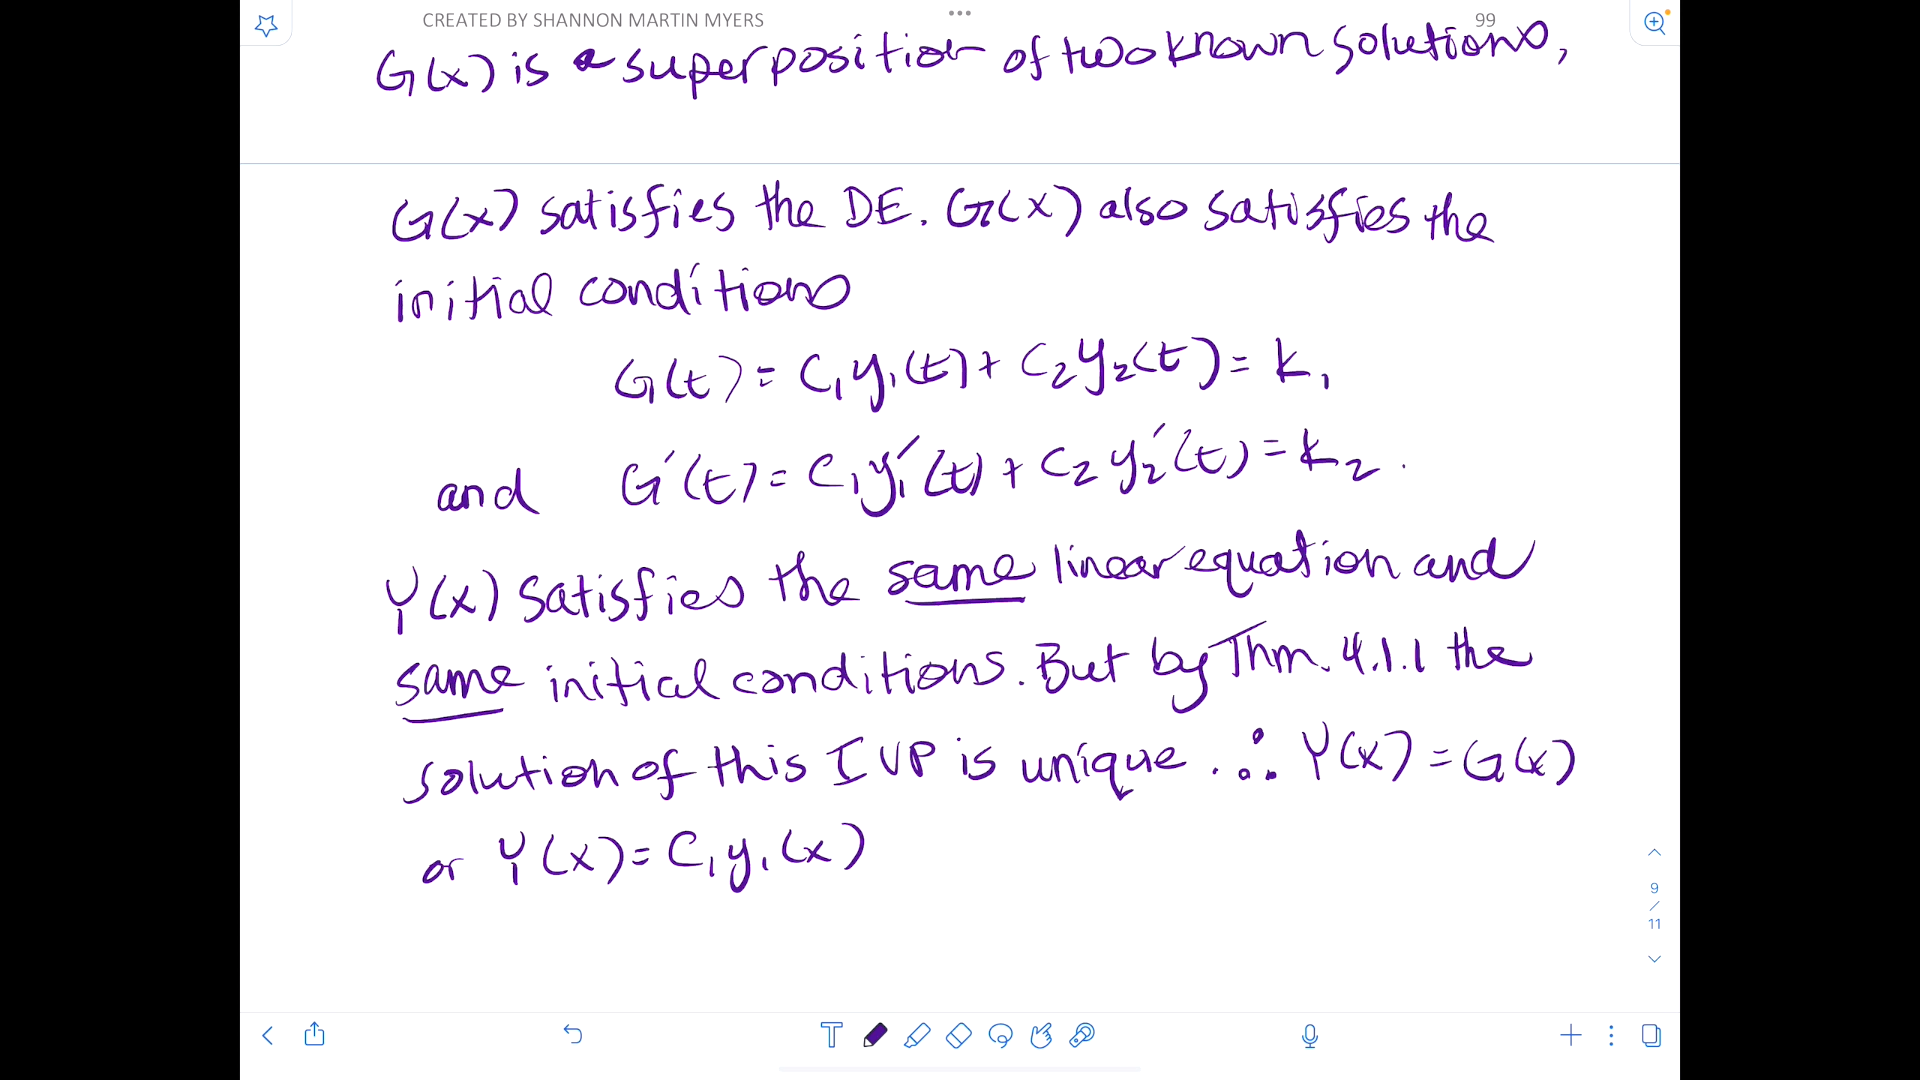 CREATED BY SHANNON MARTIN MYERS 99
G(x) is a superposition of two known solutions,
G(x) satisfies the DE. G(x) also satisfies the
initial conditions
G(t) = C₁y₁(t) + C₂y₂(t) = k₁
and G′(t) = C₁y₁′(t) + C₂y₂′(t) = k₂.
Y(x) satisfies the same linear equation and
same initial conditions. But by Thm. 4.1.1 the
solution of this IVP is unique. ∴ Y(x) = G(x)
or Y(x) = C₁y₁(x)
9
/
11
T